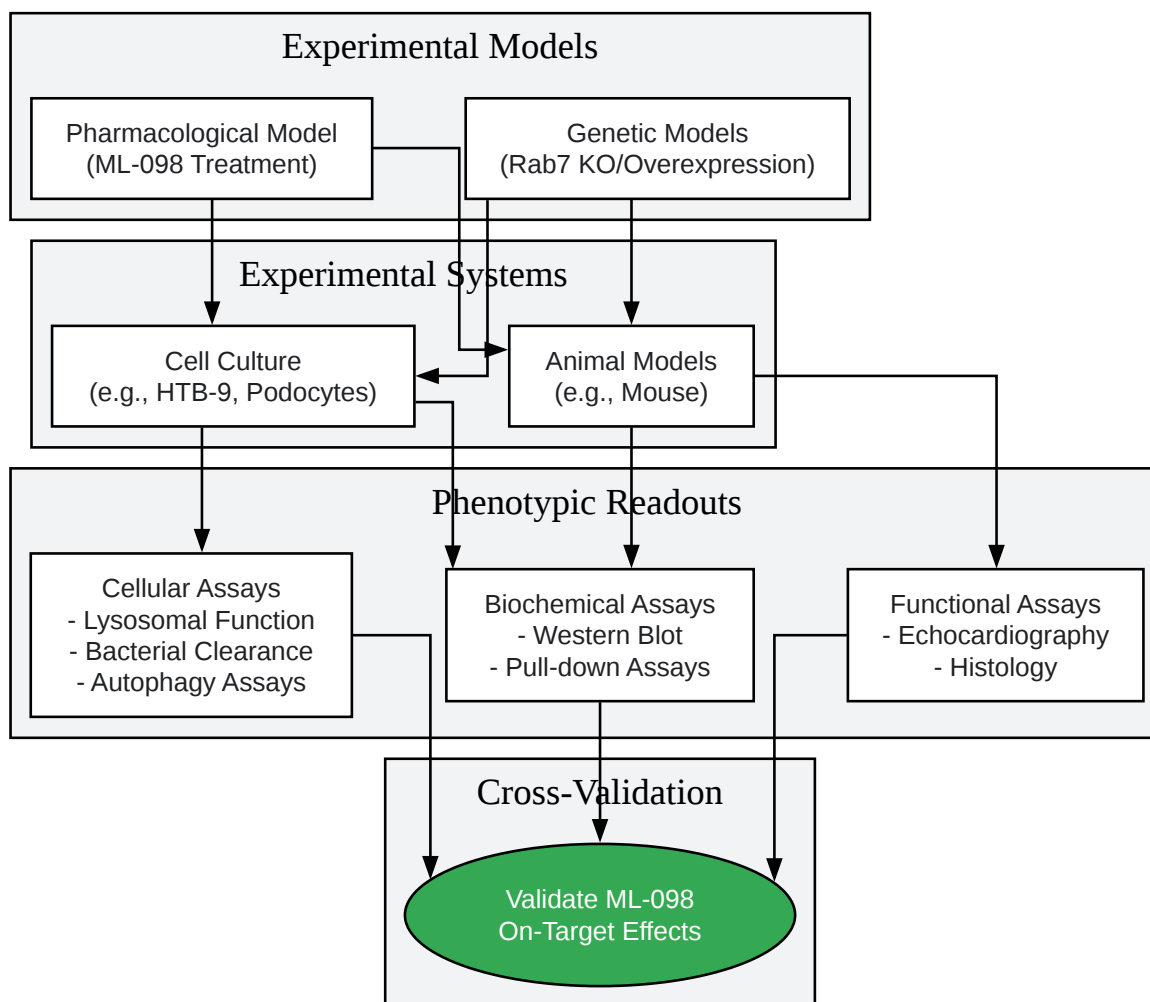 Experimental Models
Pharmacological Model
(ML-098 Treatment)
Genetic Models
(Rab7 KO/Overexpression)
Experimental Systems
Cell Culture
(e.g., HTB-9, Podocytes)
Animal Models
(e.g., Mouse)
Phenotypic Readouts
Cellular Assays
- Lysosomal Function
- Bacterial Clearance
- Autophagy Assays
Biochemical Assays
- Western Blot
- Pull-down Assays
Functional Assays
- Echocardiography
- Histology
Cross-Validation
Validate ML-098
On-Target Effects